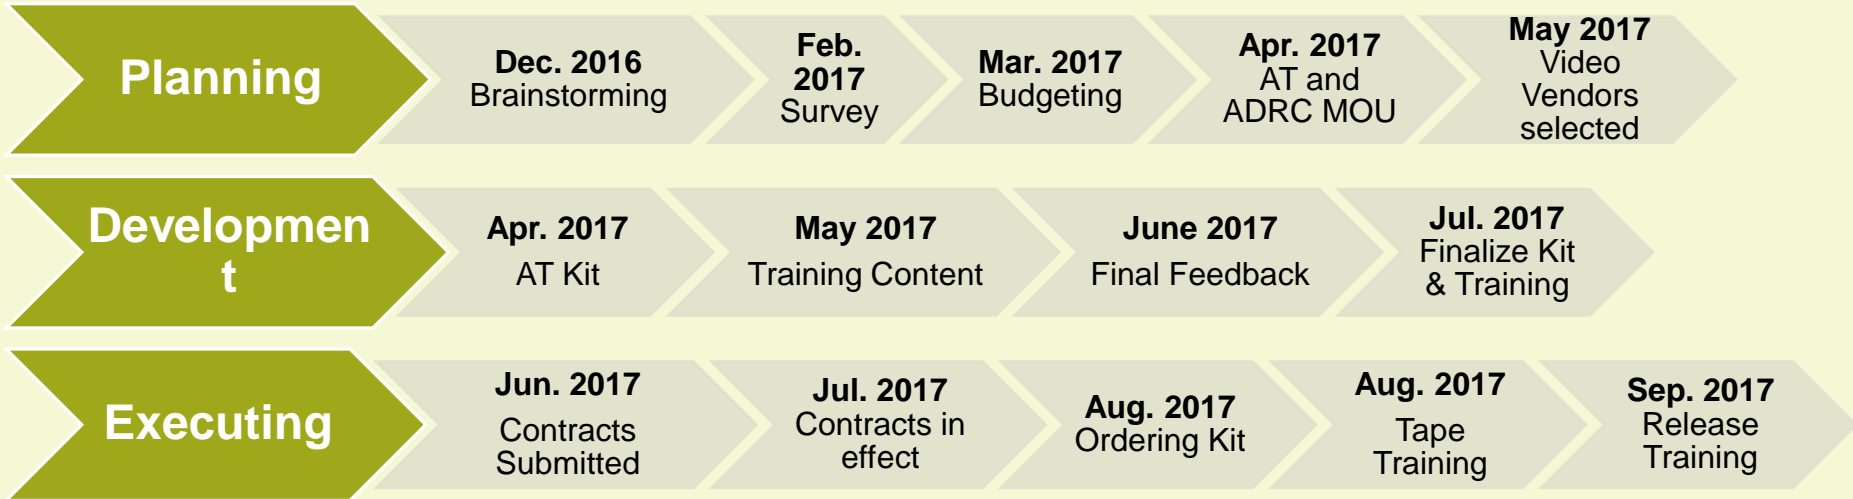 Planning
Dec. 2016
Brainstorming
Feb.
2017
Survey
Mar. 2017
Budgeting
Apr. 2017
AT and
ADRC MOU
May 2017
Video
Vendors
selected
Developmen
t
Apr. 2017
AT Kit
May 2017
Training Content
June 2017
Final Feedback
Jul. 2017
Finalize Kit
& Training
Executing
Jun. 2017
Contracts
Submitted
Jul. 2017
Contracts in
effect
Aug. 2017
Ordering Kit
Aug. 2017
Tape
Training
Sep. 2017
Release
Training